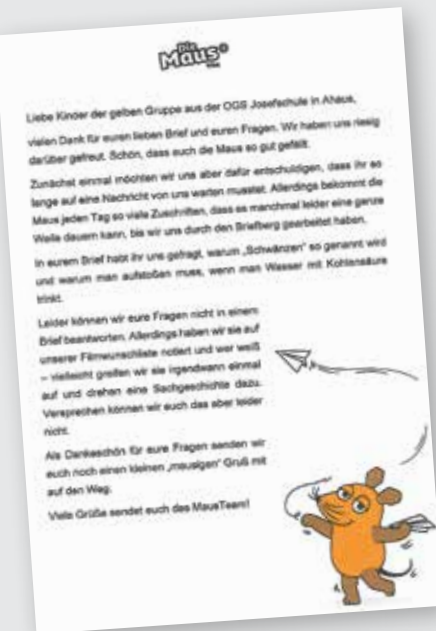 Die
Maus
Liebe Kinder der gelben Gruppe aus der OGS Josefschule in Ahaus,
vielen Dank für euren lieben Brief und euren Fragen. Wir haben uns riesig
darüber gefreut. Schön, dass euch die Maus so gut gefällt.
Zunächst einmal möchten wir uns aber dafür entschuldigen, dass ihr so
lange auf eine Nachricht von uns warten musstet. Allerdings bekommt die
Maus jeden Tag so viele Zuschriften, dass es manchmal leider eine ganze
Weile dauern kann, bis wir uns durch den Briefberg gearbeitet haben.
In eurem Brief habt ihr uns gefragt, warum „Schwänzen" so genannt wird
und warum man aufstoßen muss, wenn man Wasser mit Kohlensäure
trinkt.
Leider können wir eure Fragen nicht in einem
Brief beantworten. Allerdings haben wir sie auf
unserer Filmwunschliste notiert und wer weiß
– vielleicht greifen wir sie irgendwann einmal
auf und drehen eine Sachgeschichte dazu.
Versprechen können wir euch das aber leider
nicht.
Als Dankeschön für eure Fragen senden wir
euch noch einen kleinen „mausigen" Gruß mit
auf den Weg.
Viele Grüße sendet euch das MausTeam!